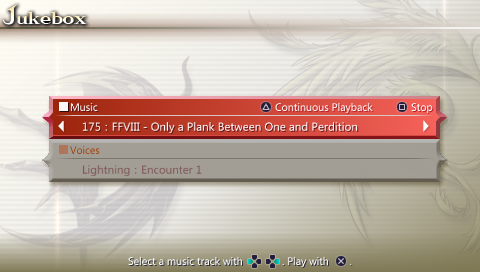 Jukebox
Music Continuous Playback Stop
175 : FFVIII - Only a Plank Between One and Perdition
Voices
Lightning : Encounter 1
Select a music track with . Play with .